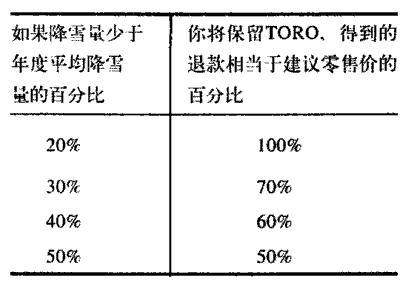 如果降雪量少于
年度平均降雪
量的百分比
你将保留TORO、得到的
退款相当于建议零售价的
百分比
20% 100%
30% 70%
40% 60%
50% 50%